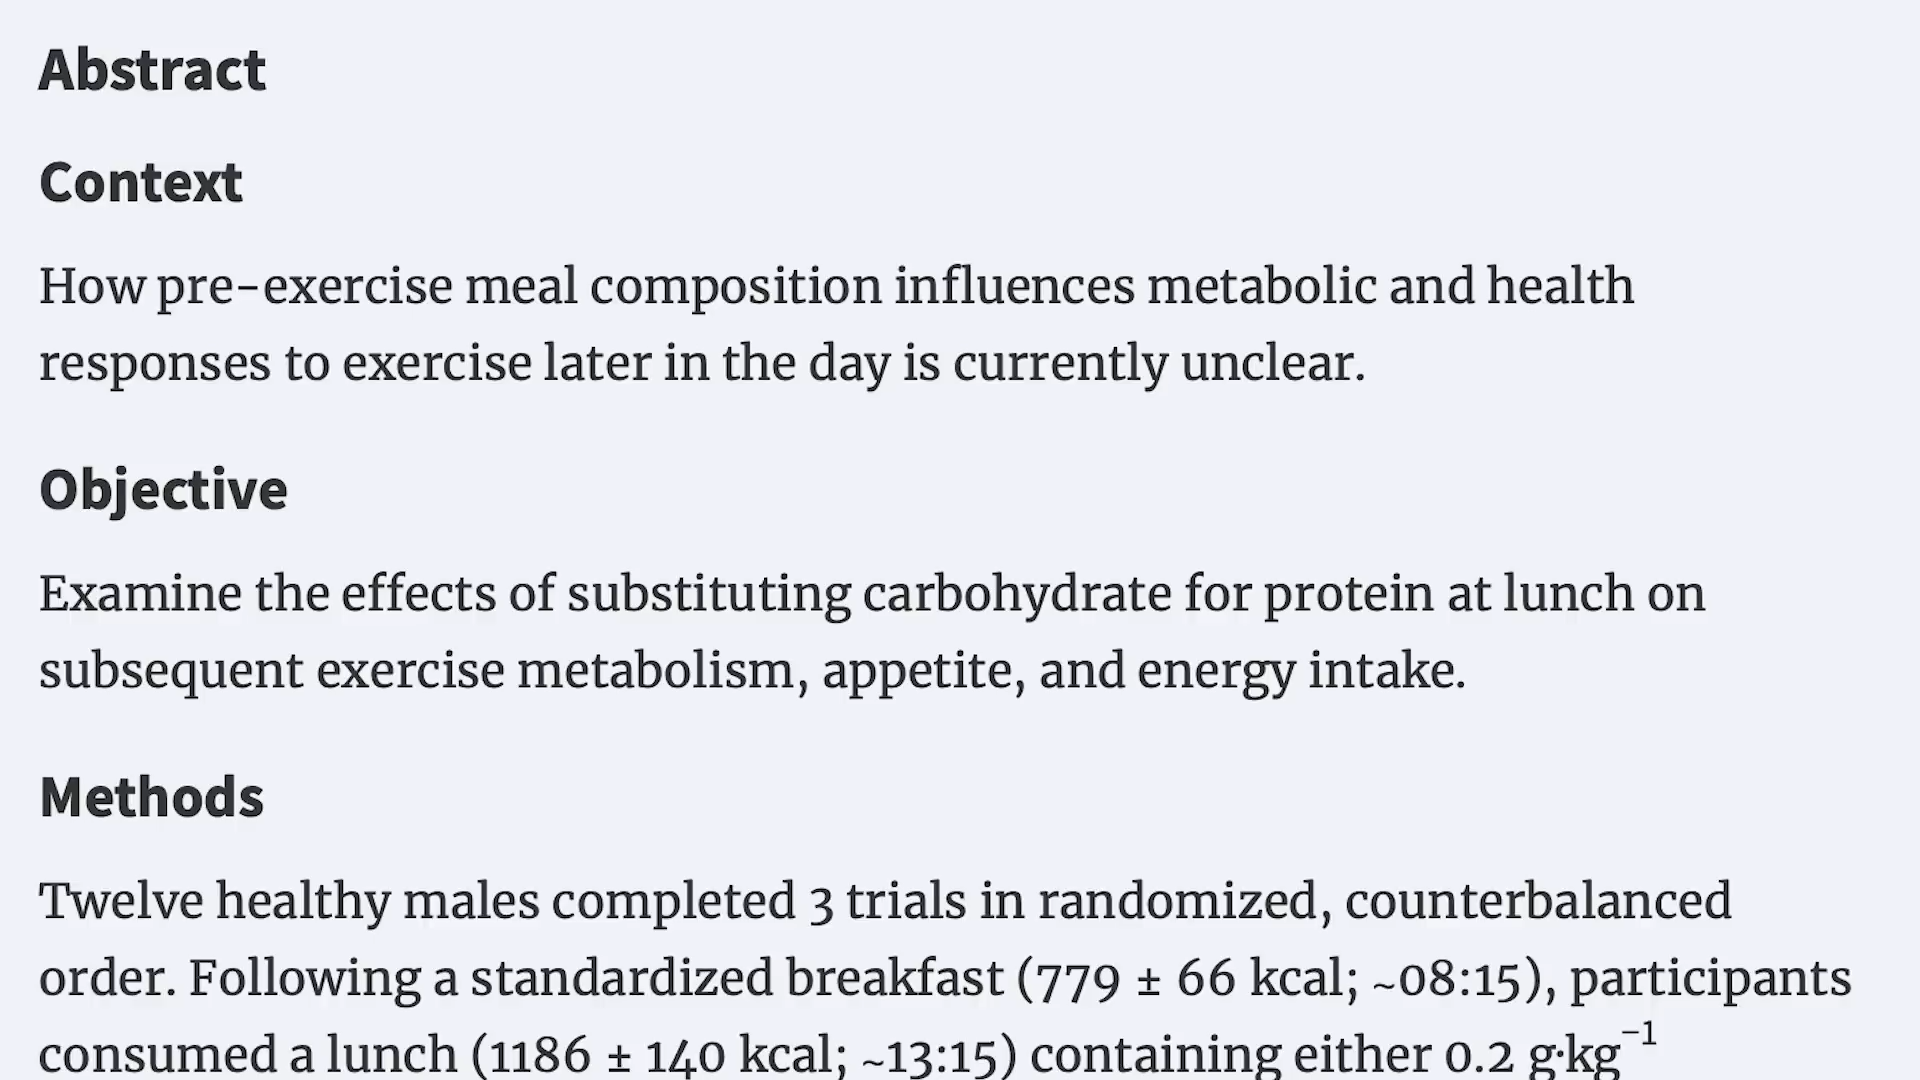 Abstract
Context
How pre-exercise meal composition influences metabolic and health
responses to exercise later in the day is currently unclear.
Objective
Examine the effects of substituting carbohydrate for protein at lunch on
subsequent exercise metabolism, appetite, and energy intake.
Methods
Twelve healthy males completed 3 trials in randomized, counterbalanced
order. Following a standardized breakfast (779 ± 66 kcal; ~08:15), participants
consumed a lunch (1186 ± 140 kcal; ~13:15) containing either 0.2 g·kg⁻¹